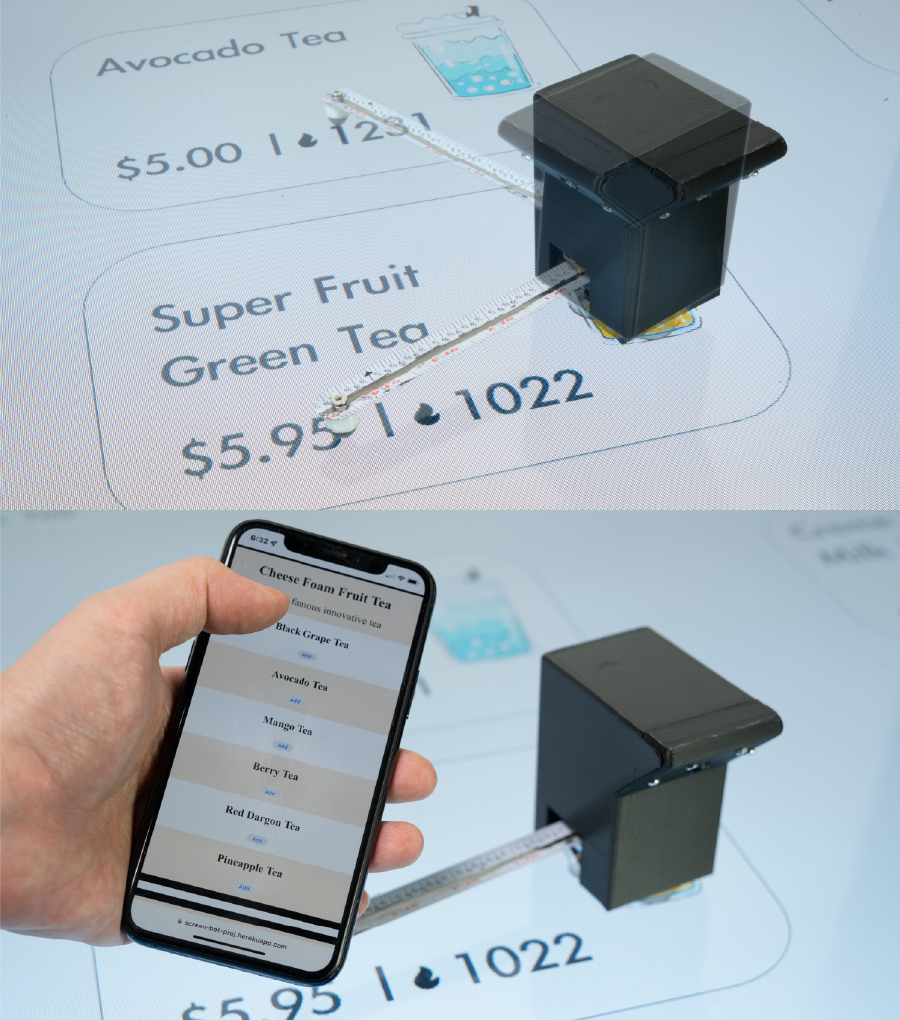 Avocado Tea
$5.00 | 1231
Super Fruit
Green Tea
$5.95 | 1022
6:32
Cheese Foam Fruit Tea
famous innovative tea
Black Grape Tea
Add
Avocado Tea
Add
Mango Tea
Add
Berry Tea
Add
Red Dargon Tea
Add
Pineapple Tea
Add
screen-bot-proj.herokuapp.com
Milk
$5.95 | 1022